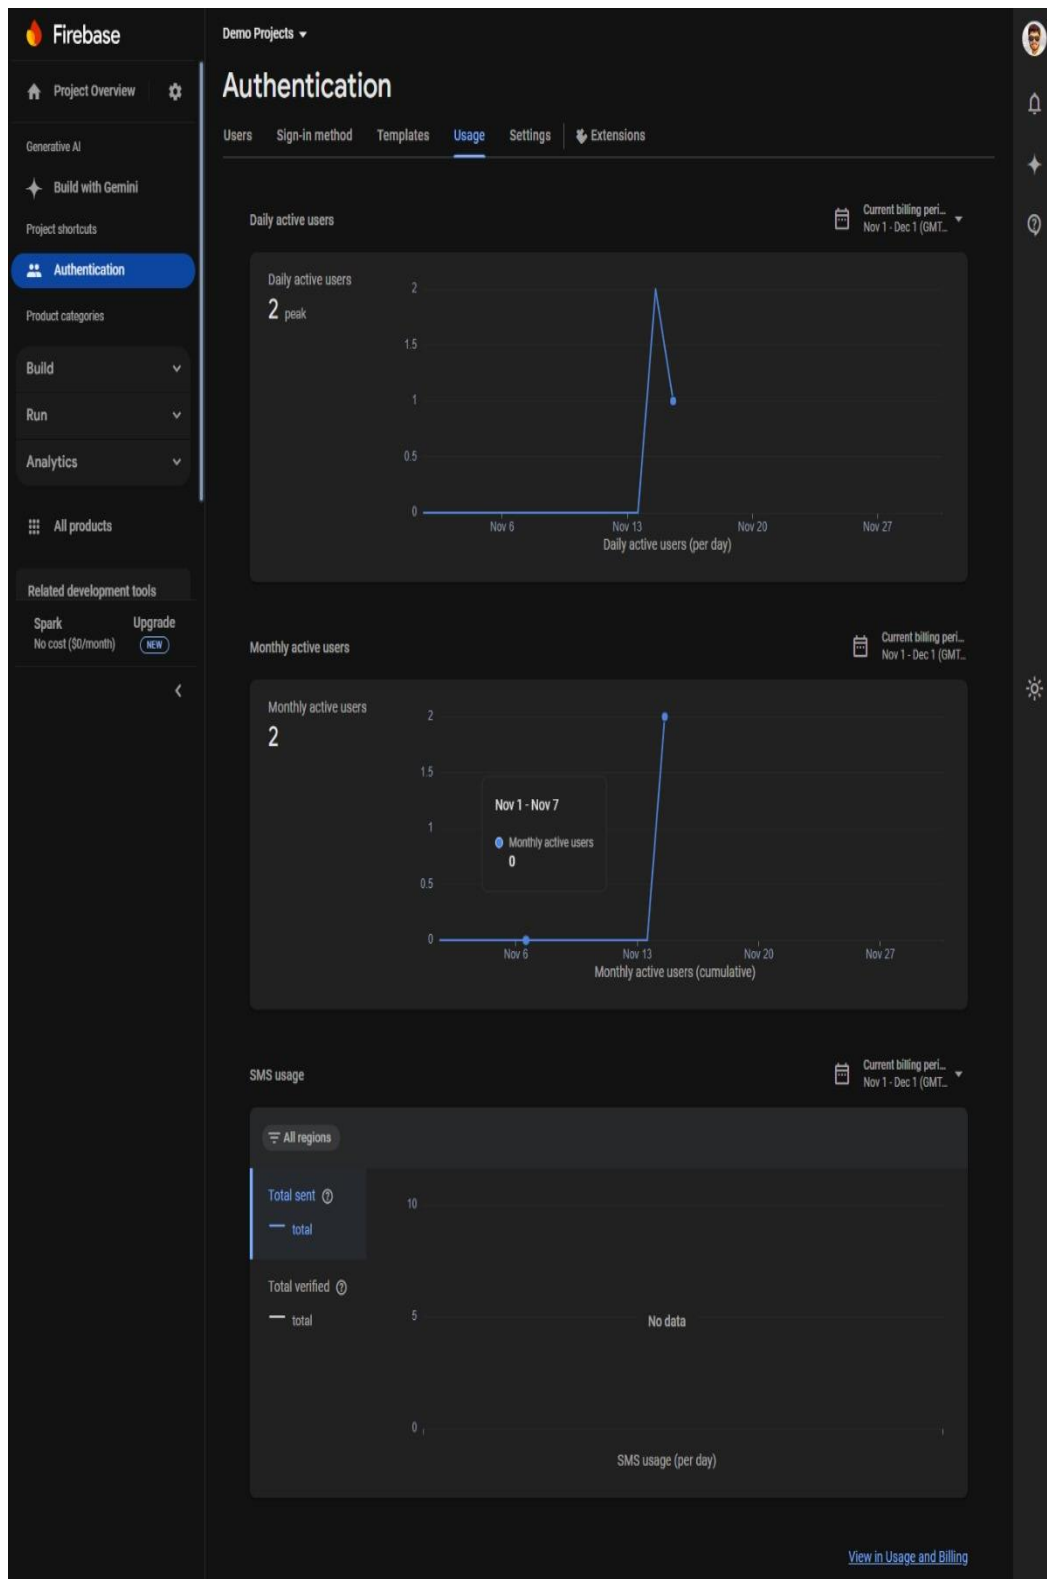 Firebase
Project Overview
Generative AI
Build with Gemini
Project shortcuts
Authentication
Product categories
Build
Run
Analytics
All products
Related development tools
Spark
No cost ($0/month)
Upgrade
NEW
Demo Projects
Authentication
Users
Sign-in method
Templates
Usage
Settings
Extensions
Daily active users
Current billing peri...
Nov 1 - Dec 1 (GMT...
Daily active users
2 peak
2
1.5
1
0.5
0
Nov 6
Nov 13
Nov 20
Nov 27
Daily active users (per day)
Monthly active users
Current billing peri...
Nov 1 - Dec 1 (GMT...
Monthly active users
2
2
1.5
1
0.5
0
Nov 1 - Nov 7
Monthly active users
0
Nov 6
Nov 13
Nov 20
Nov 27
Monthly active users (cumulative)
SMS usage
Current billing peri...
Nov 1 - Dec 1 (GMT...
All regions
Total sent
— total
Total verified
— total
10
5
0
No data
SMS usage (per day)
View in Usage and Billing